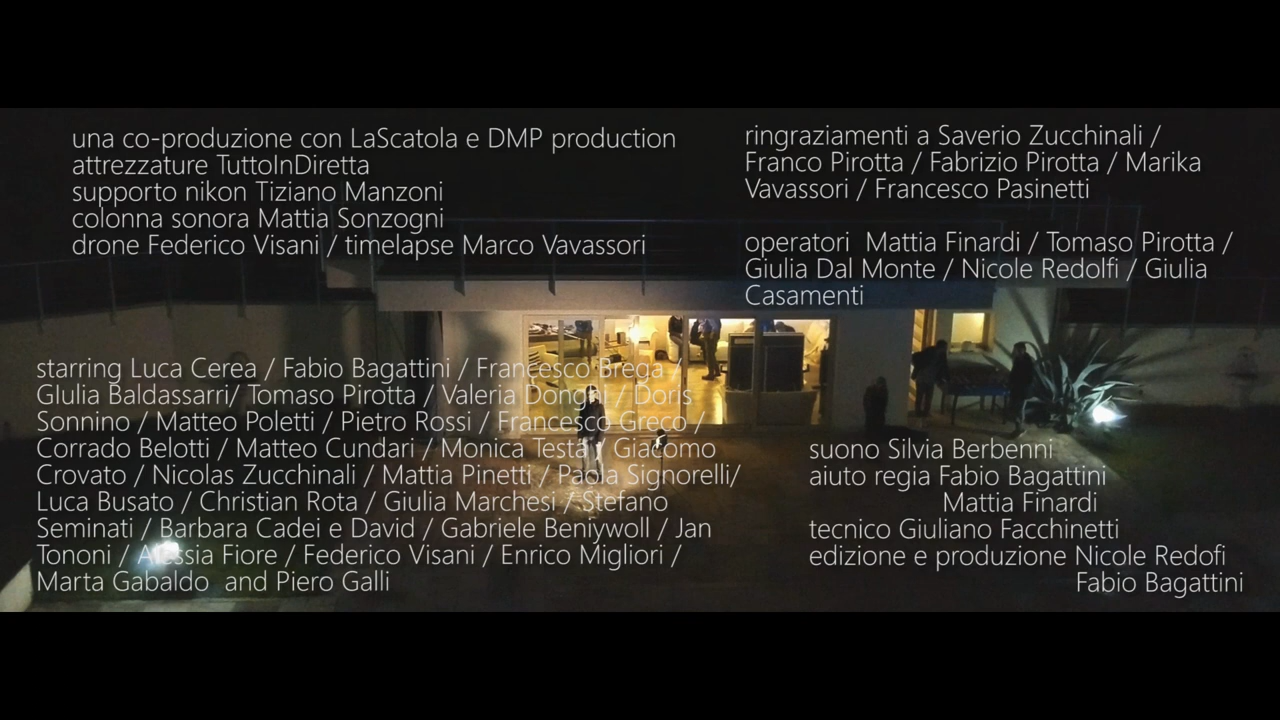 una co-produzione con LaScatola e DMP production
attrezzature TuttoInDiretta
supporto nikon Tiziano Manzoni
colonna sonora Mattia Sonzogni
drone Federico Visani / timelapse Marco Vavassori
ringraziamenti a Saverio Zucchinali /
Franco Pirotta / Fabrizio Pirotta / Marika
Vavassori / Francesco Pasinetti
operatori  Mattia Finardi / Tomaso Pirotta /
Giulia Dal Monte / Nicole Redolfi / Giulia
Casamenti
starring Luca Cerea / Fabio Bagattini / Francesco Brega /
GIulia Baldassarri/ Tomaso Pirotta / Valeria Donghi / Doris
Sonnino / Matteo Poletti / Pietro Rossi / Francesco Greco /
Corrado Belotti / Matteo Cundari / Monica Testa / Giacomo
Crovato / Nicolas Zucchinali / Mattia Pinetti / Paola Signorelli/
Luca Busato / Christian Rota / Giulia Marchesi / Stefano
Seminati / Barbara Cadei e David / Gabriele Beniywoll / Jan
Tononi / Alessia Fiore / Federico Visani / Enrico Migliori /
Marta Gabaldo  and Piero Galli
suono Silvia Berbenni
aiuto regia Fabio Bagattini
Mattia Finardi
tecnico Giuliano Facchinetti
edizione e produzione Nicole Redofi
Fabio Bagattini